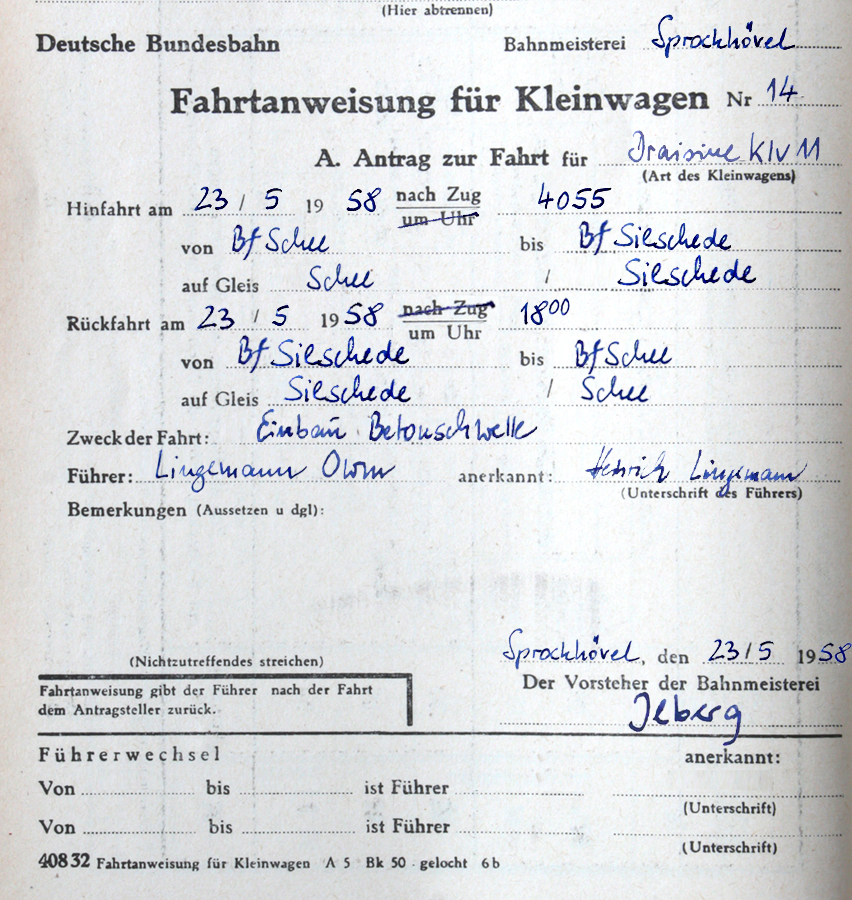 (Hier abtrennen)
Deutsche Bundesbahn Bahnmeisterei Sprockhövel
Fahrtanweisung für Kleinwagen Nr 14
A. Antrag zur Fahrt für Draisine Klv 11
(Art des Kleinwagens)
Hinfahrt am 23 / 5 19 58 nach Zug 4055
um Uhr
von Bf Schee bis Bf Silschede
auf Gleis Schee / Silschede
Rückfahrt am 23 / 5 19 58 nach Zug 18 00
um Uhr
von Bf Silschede bis Bf Schee
auf Gleis Silschede / Schee
Zweck der Fahrt: Einbau Betonschwelle
Führer: Lingemann anerkannt: Lingemann
(Unterschrift des Führers)
Bemerkungen (Aussetzen u dgl):
Sprockhövel, den 23/5 1958
(Nichtzutreffendes streichen)
Der Vorsteher der Bahnmeisterei
Fahrtanweisung gibt der Führer nach der Fahrt
dem Antragsteller zurück.
Führerwechsel anerkannt:
Von bis ist Führer
(Unterschrift)
Von bis ist Führer
(Unterschrift)
408 32 Fahrtanweisung für Kleinwagen A 5 Bk 50 gelocht 6 b